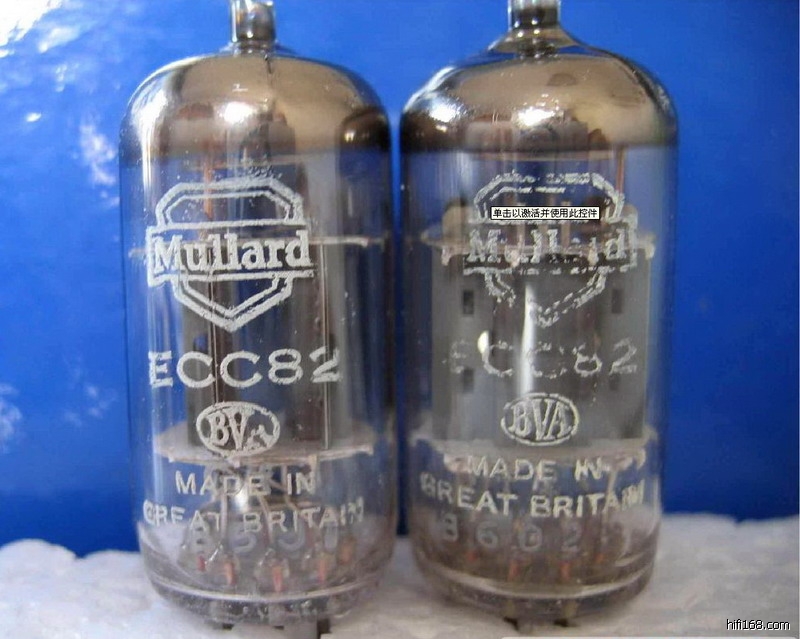 Mullard
ECC82
BVA
MADE IN
GREAT BRITAIN
单击以激活并使用此控件
Mullard
ECC82
BVA
MADE IN
GREAT BRITAIN
hifi168.com